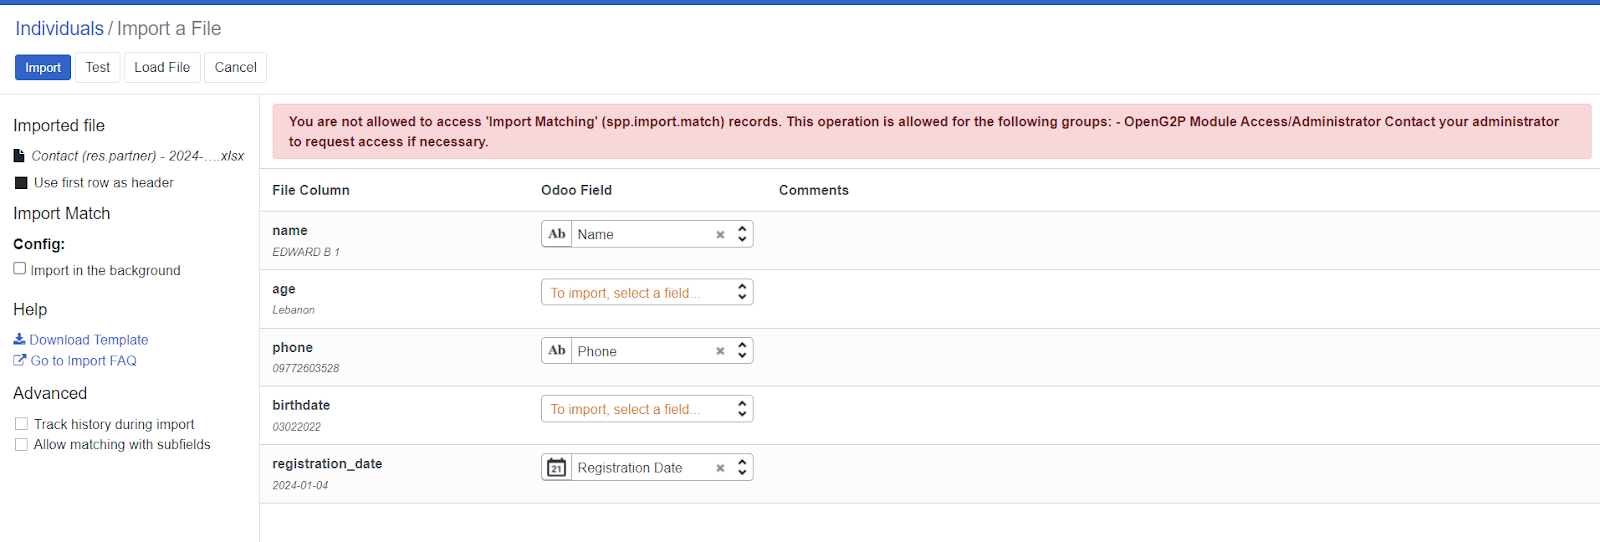 Individuals / Import a File
Import Test Load File Cancel
Imported file
Contact (res.partner) - 2024-....xlsx
Use first row as header
Import Match
Config:
Import in the background
Help
Download Template
Go to Import FAQ
Advanced
Track history during import
Allow matching with subfields
You are not allowed to access 'Import Matching' (spp.import.match) records. This operation is allowed for the following groups: - OpenG2P Module Access/Administrator Contact your administrator
to request access if necessary.
File Column Odoo Field Comments
name
Ab Name
EDWARD B 1
age
To import, select a field...
Lebanon
phone
Ab Phone
09772603528
birthdate
To import, select a field...
03022022
registration_date
21 Registration Date
2024-01-04